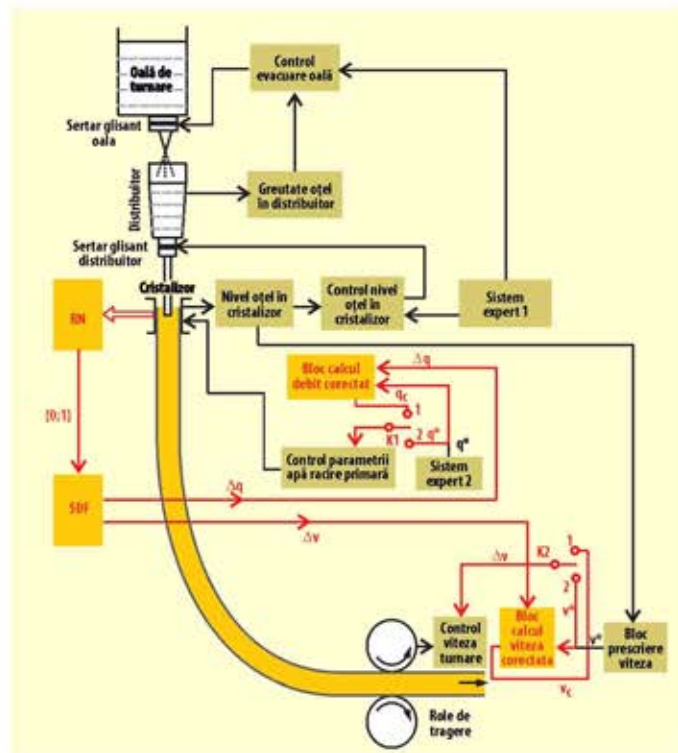 Oală de
turnare
Control
evacuare oală
Sertar glisant
oala
Distribuitor
Greutate oțel
în distribuitor
Sertar glisant
distribuitor
Cristalizor
RN
Nivel oțel în
cristalizor
Control nivel
oțel în
cristalizor
Sistem
expert 1
Bloc calcul
debit corectat
Δq
qc
1
{0;1}
K1
2
q*
q*
Control parametrii
apă racire primară
Sistem
expert 2
SDF
Δq
Δv
1
K2
Δv
2
v*
Control
viteza
turnare
Bloc
calcul
viteza
corectata
v*
Bloc
prescriere
viteza
vc
Role de
tragere